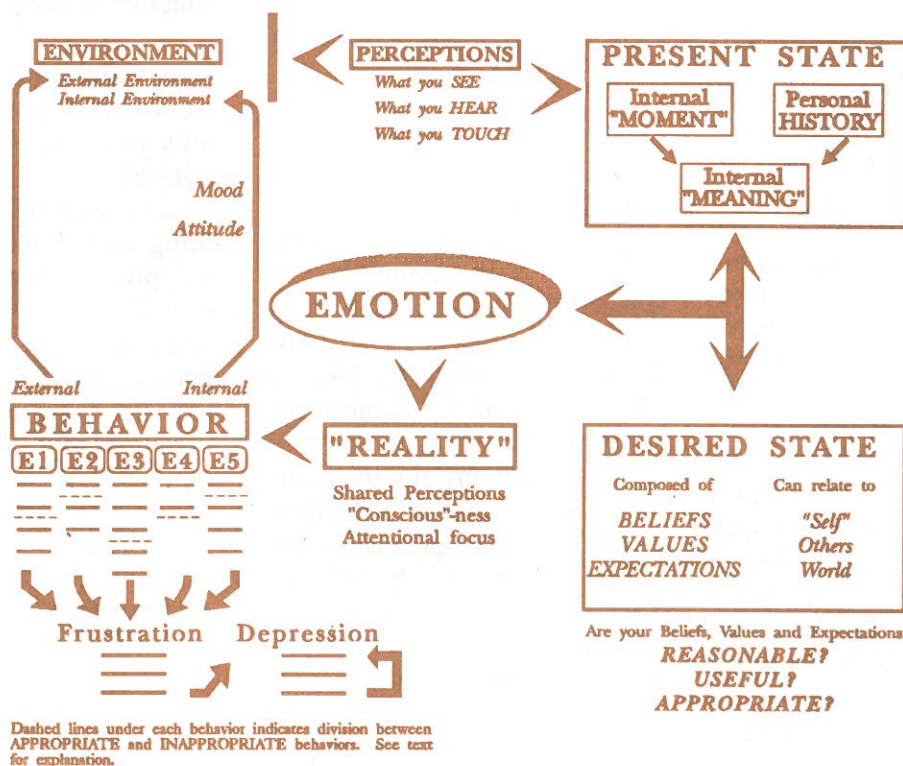 ENVIRONMENT
External Environment
Internal Environment
PERCEPTIONS
What you SEE
What you HEAR
What you TOUCH
PRESENT STATE
Internal
"MOMENT"
Personal
HISTORY
Internal
"MEANING"
Mood
Attitude
EMOTION
External
Internal
BEHAVIOR
E1 E2 E3 E4 E5
"REALITY"
Shared Perceptions
"Conscious"-ness
Attentional focus
DESIRED STATE
Composed of
BELIEFS
VALUES
EXPECTATIONS
Can relate to
"Self"
Others
World
Frustration
Depression
Are your Beliefs, Values and Expectations
REASONABLE?
USEFUL?
APPROPRIATE?
Dashed lines under each behavior indicates division between
APPROPRIATE and INAPPROPRIATE behaviors. See text
for explanation.